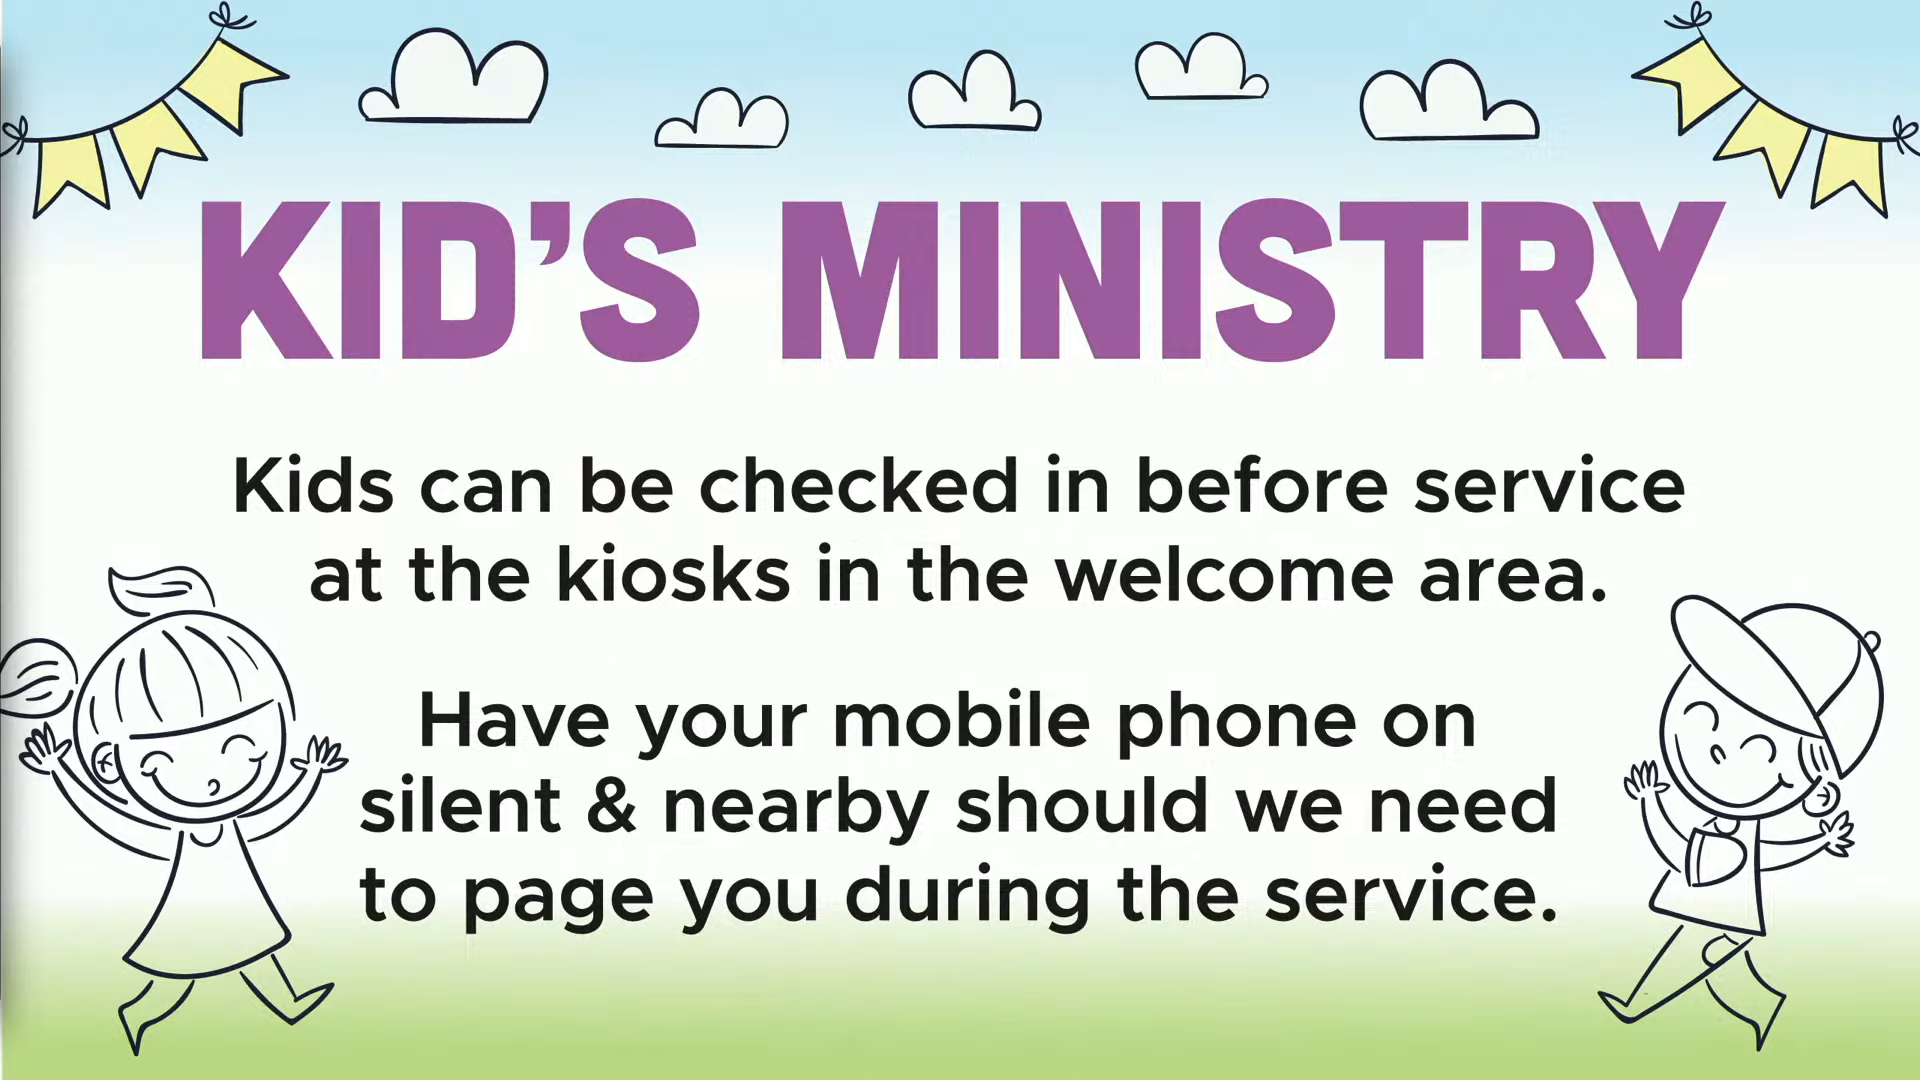 KID’S MINISTRY
Kids can be checked in before service
at the kiosks in the welcome area.
Have your mobile phone on
silent & nearby should we need
to page you during the service.